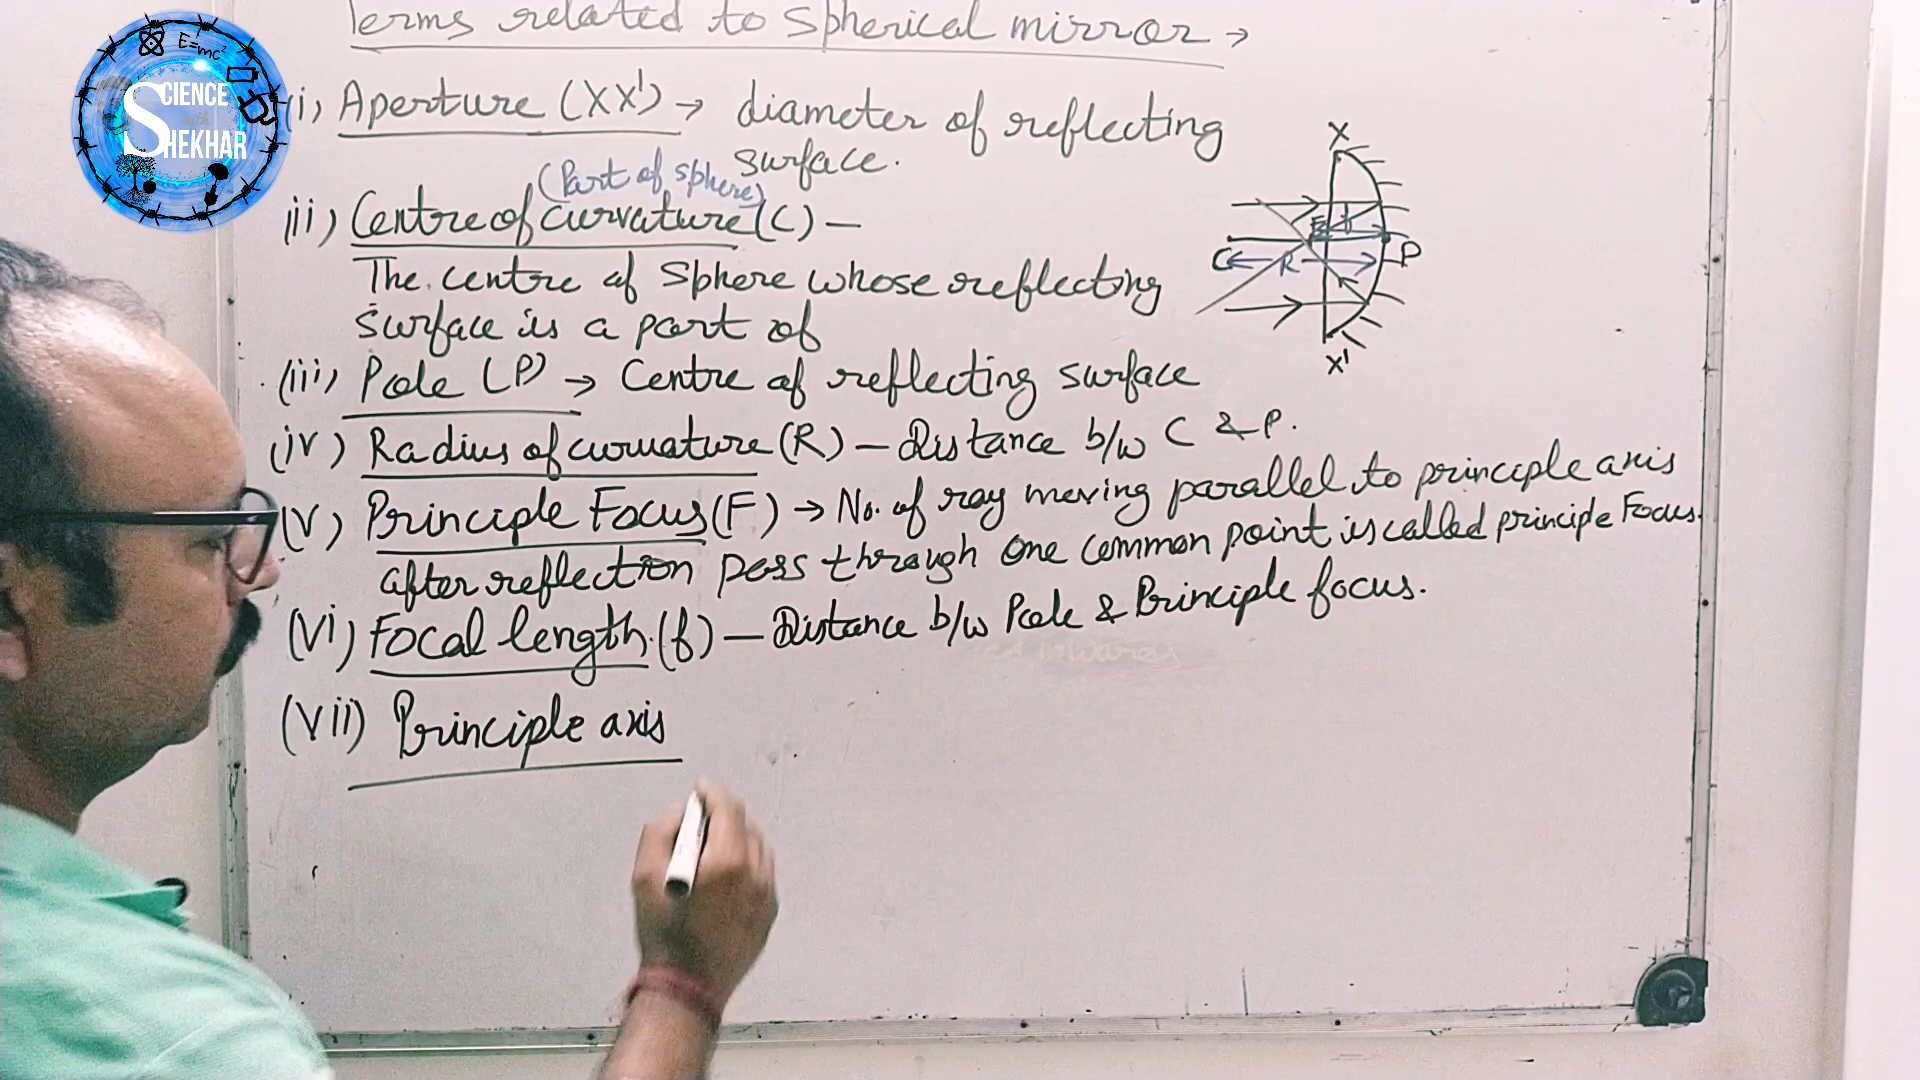 E=mc²
SCIENCE
with
SHEKHAR
Terms related to Spherical mirror →
(i) Aperture (XX') → diameter of reflecting
surface.
(Part of sphere)
(ii) Centre of curvature (C) –
The centre of Sphere whose reflecting
surface is a part of
(iii) Pole (P) → Centre of reflecting surface
(iv) Radius of curvature (R) – Distance b/w C & P.
(V) Principle Focus (F) → No. of ray moving parallel to principle axis
after reflection pass through one common point is called principle Focus.
(Vi) Focal length (f) – Distance b/w Pole & Principle focus.
(Vii) Principle axis
X
f
C
R
P
X'